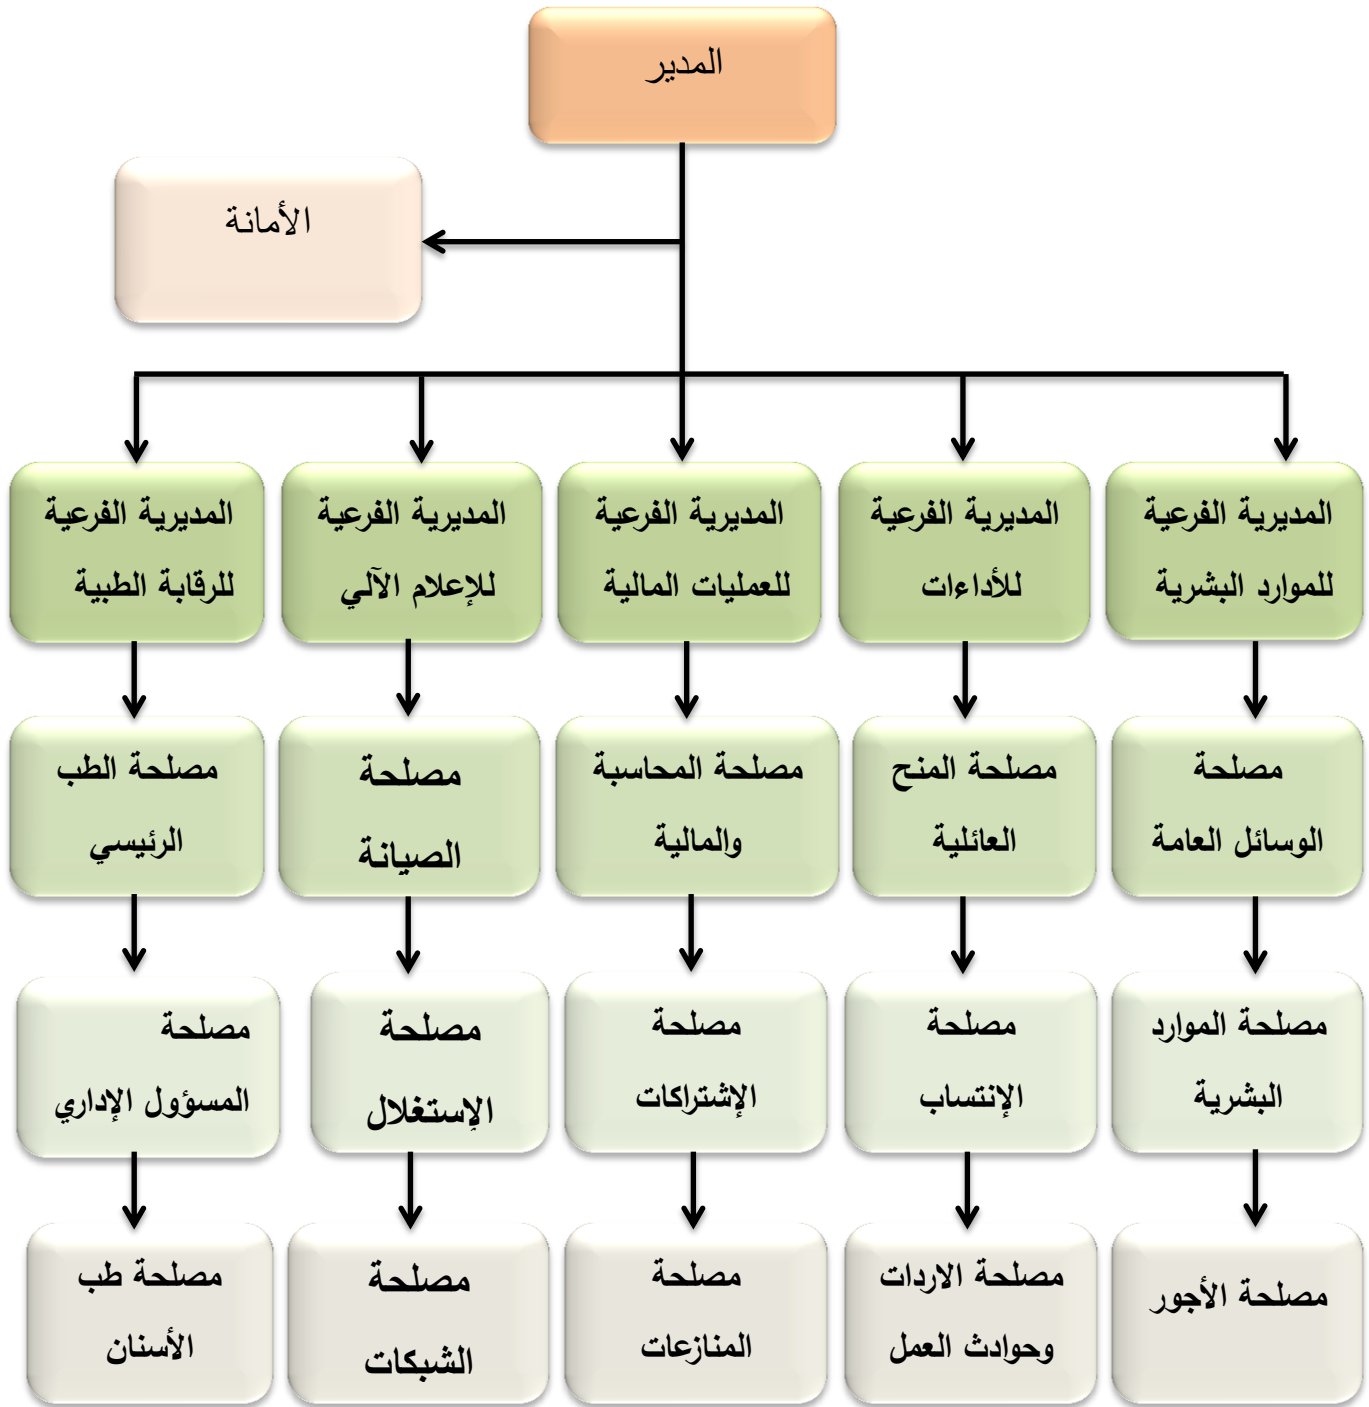 المدير
الأمانة
المديرية الفرعية
للموارد البشرية
المديرية الفرعية
للأداءات
المديرية الفرعية
للعمليات المالية
المديرية الفرعية
للإعلام الآلي
المديرية الفرعية
للرقابة الطبية
مصلحة
الوسائل العامة
مصلحة المنح
العائلية
مصلحة المحاسبة
والمالية
مصلحة
الصيانة
مصلحة الطب
الرئيسي
مصلحة الموارد
البشرية
مصلحة
الإنتساب
مصلحة
الإشتراكات
مصلحة
الإستغلال
مصلحة
المسؤول الإداري
مصلحة الأجور
مصلحة الاردات
وحوادث العمل
مصلحة
المنازعات
مصلحة
الشبكات
مصلحة طب
الأسنان